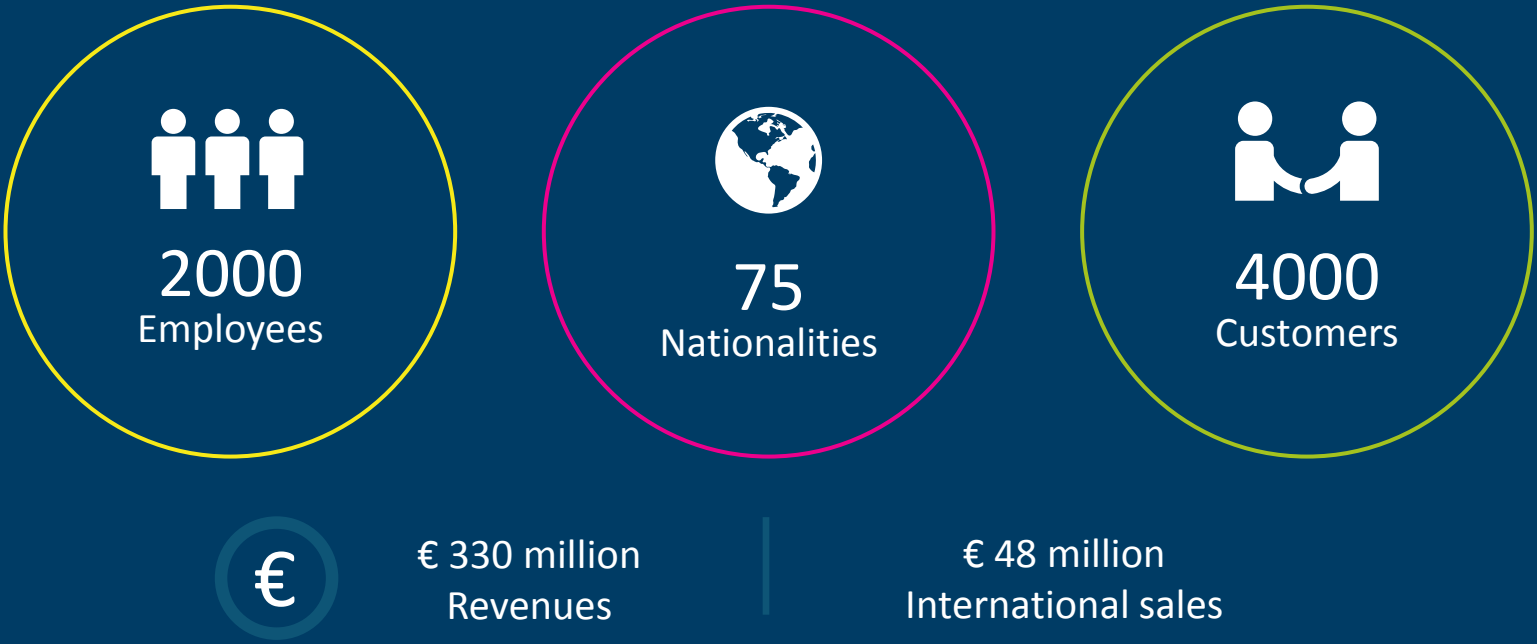 2000
Employees
75
Nationalities
4000
Customers
€
€ 330 million
Revenues
€ 48 million
International sales